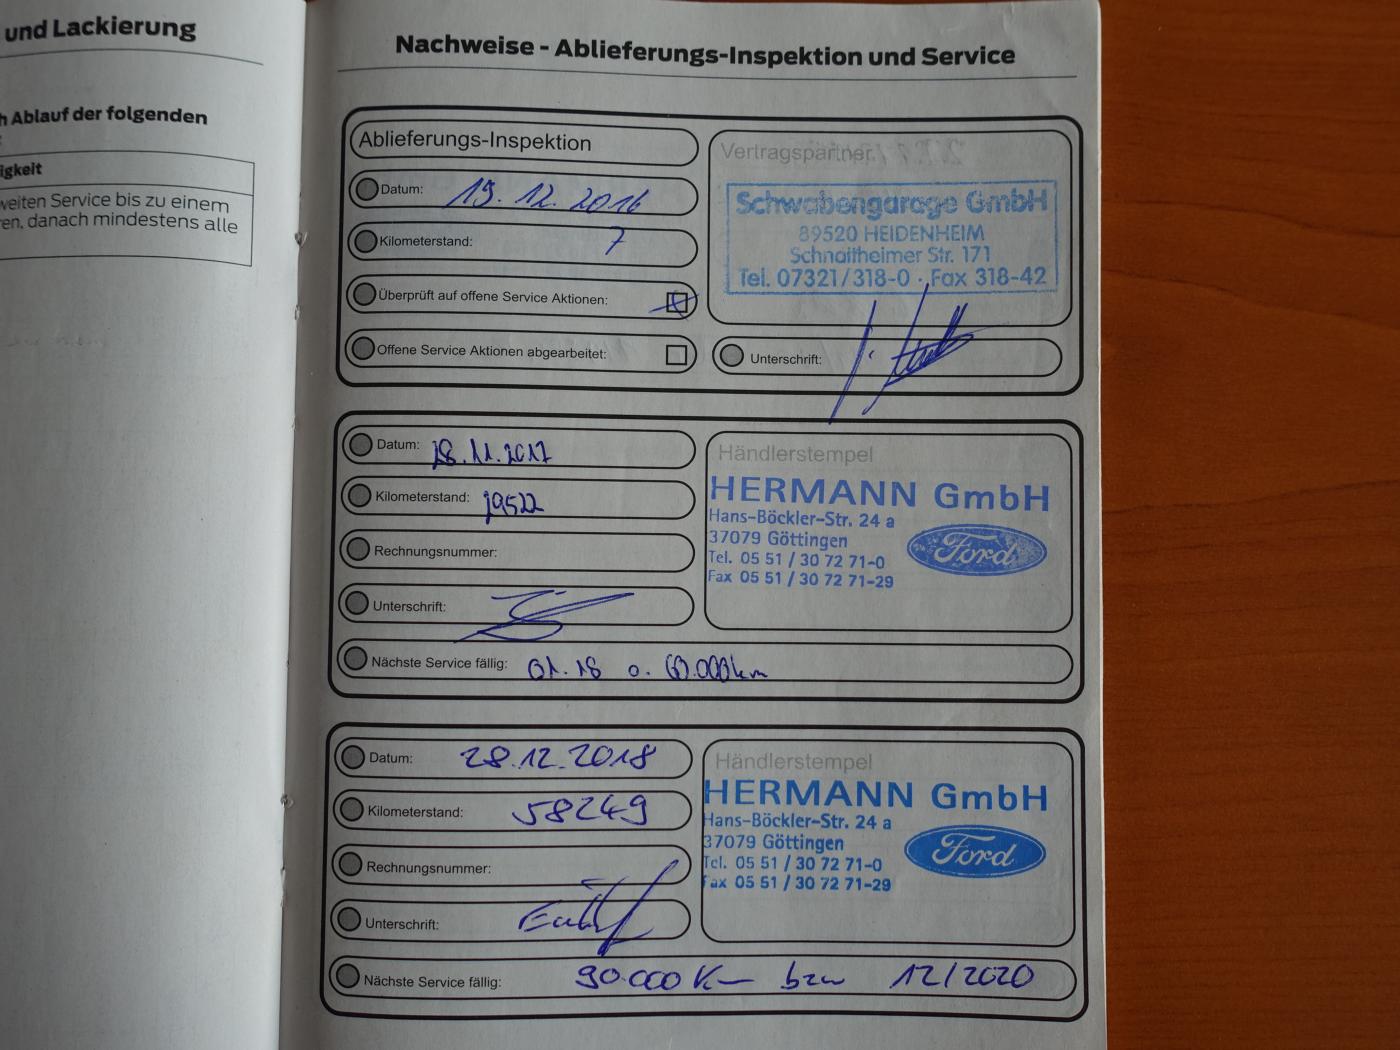 und Lackierung
h Ablauf der folgenden
igkeit
weiten Service bis zu einem
en, danach mindestens alle
Nachweise - Ablieferungs-Inspektion und Service
Ablieferungs-Inspektion
Datum: 15.12.2016
Kilometerstand: 7
Überprüft auf offene Service Aktionen:
Offene Service Aktionen abgearbeitet:
Vertragspartner
Schwabengarage GmbH
89520 HEIDENHEIM
Schnaitheimer Str. 171
Tel. 07321/318-0 · Fax 318-42
Unterschrift:
Datum: 28.11.2017
Kilometerstand: 29522
Rechnungsnummer:
Unterschrift:
Nächste Service fällig: 01.18 o. 60.000km
Händlerstempel
HERMANN GmbH
Hans-Böckler-Str. 24 a
37079 Göttingen
Tel. 05 51 / 30 72 71-0
Fax 05 51 / 30 72 71-29
Ford
Datum: 28.12.2018
Kilometerstand: 58249
Rechnungsnummer:
Unterschrift:
Nächste Service fällig: 90.000 Km bzw 12/2020
Händlerstempel
HERMANN GmbH
Hans-Böckler-Str. 24 a
37079 Göttingen
Tel. 05 51 / 30 72 71-0
Fax 05 51 / 30 72 71-29
Ford